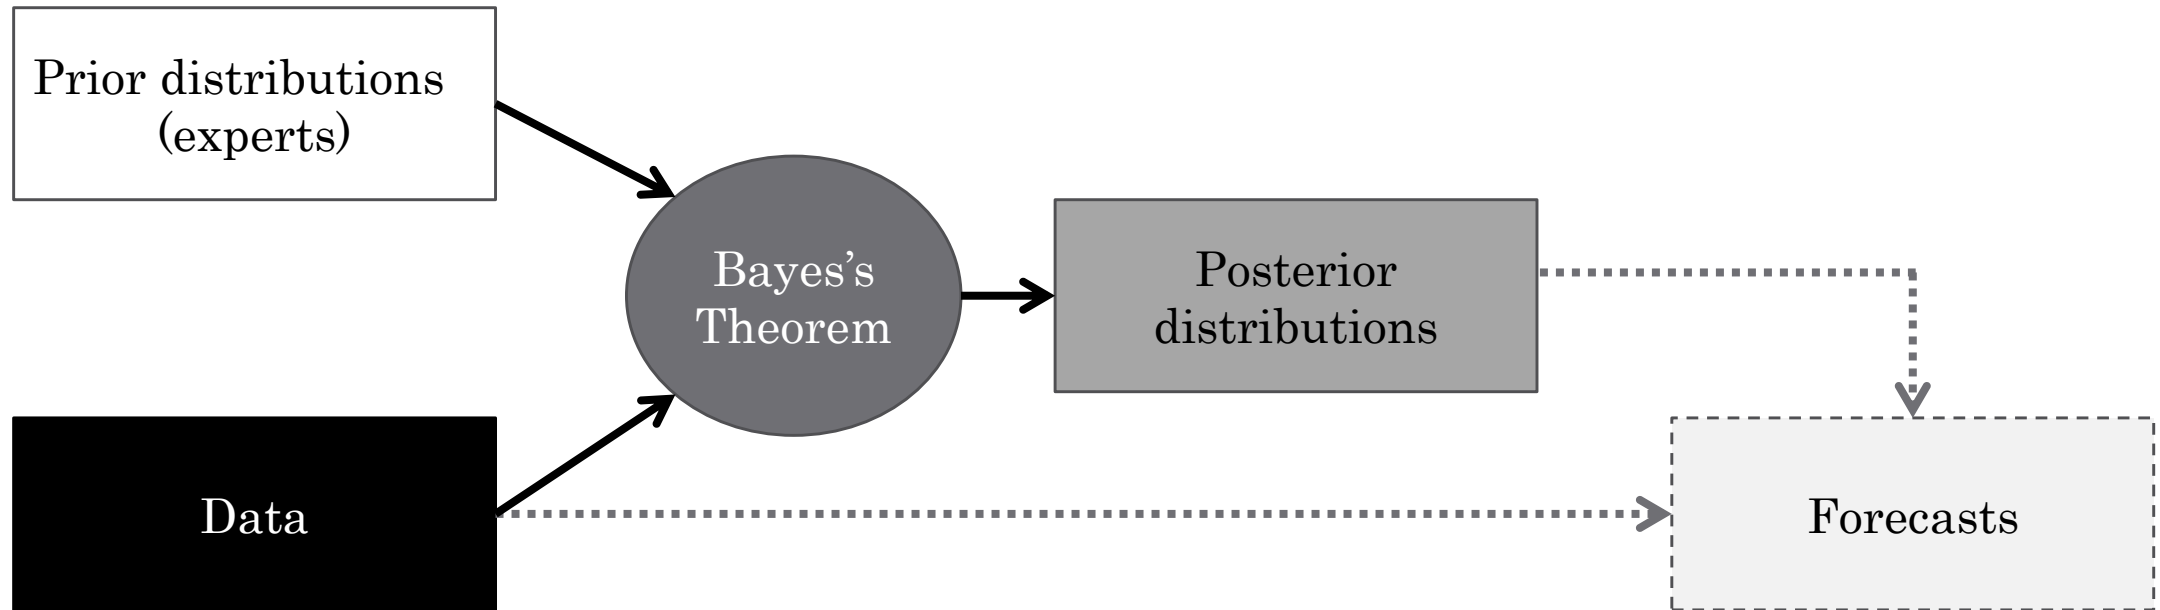 Prior distributions
(experts)
Bayes’s
Theorem
Posterior
distributions
Data
Forecasts